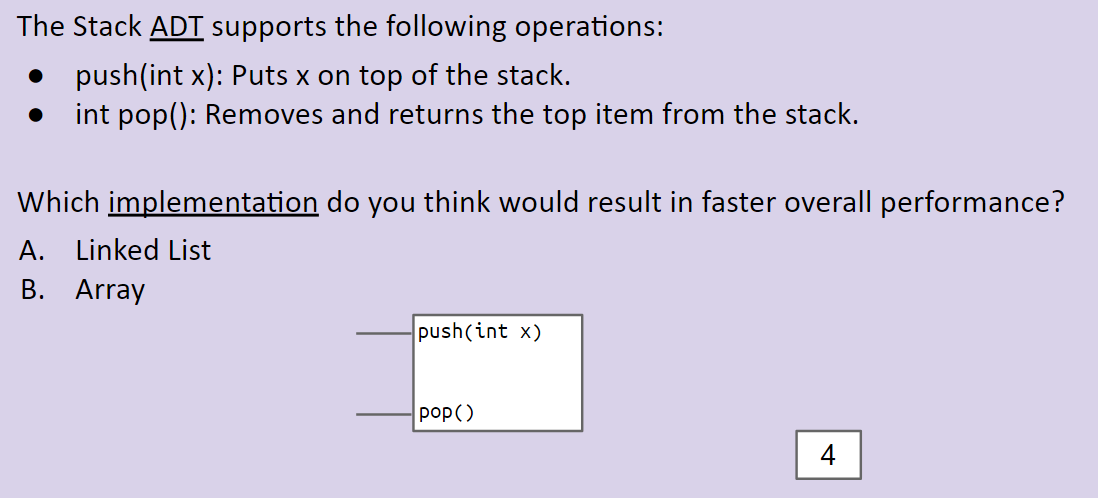 The Stack ADT supports the following operations:
● push(int x): Puts x on top of the stack.
● int pop(): Removes and returns the top item from the stack.
Which implementation do you think would result in faster overall performance?
A. Linked List
B. Array
push(int x)
pop()
4